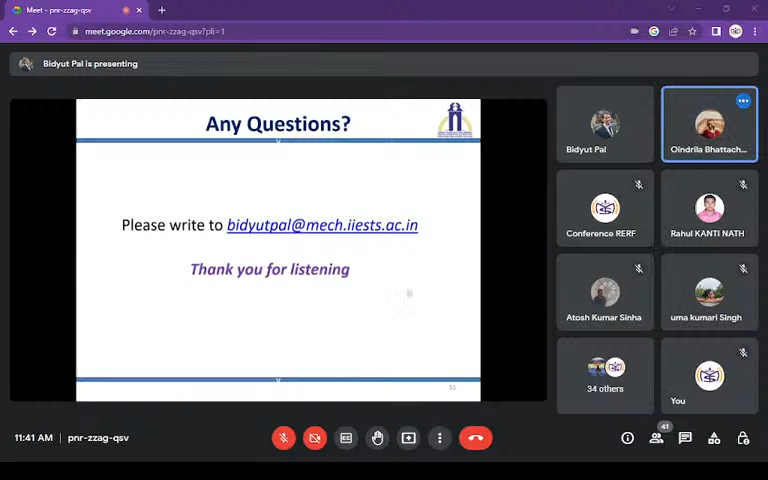 Meet - pnr-zzag-qsv
meet.google.com/pnr-zzag-qsv?pli=1
Bidyut Pal is presenting
Any Questions?
Please write to bidyutpal@mech.iiests.ac.in
Thank you for listening
51
Bidyut Pal
Oindrila Bhattach...
Conference RERF
Rahul KANTI NATH
Atosh Kumar Sinha
uma kumari Singh
34 others
You
11:41 AM | pnr-zzag-qsv
41